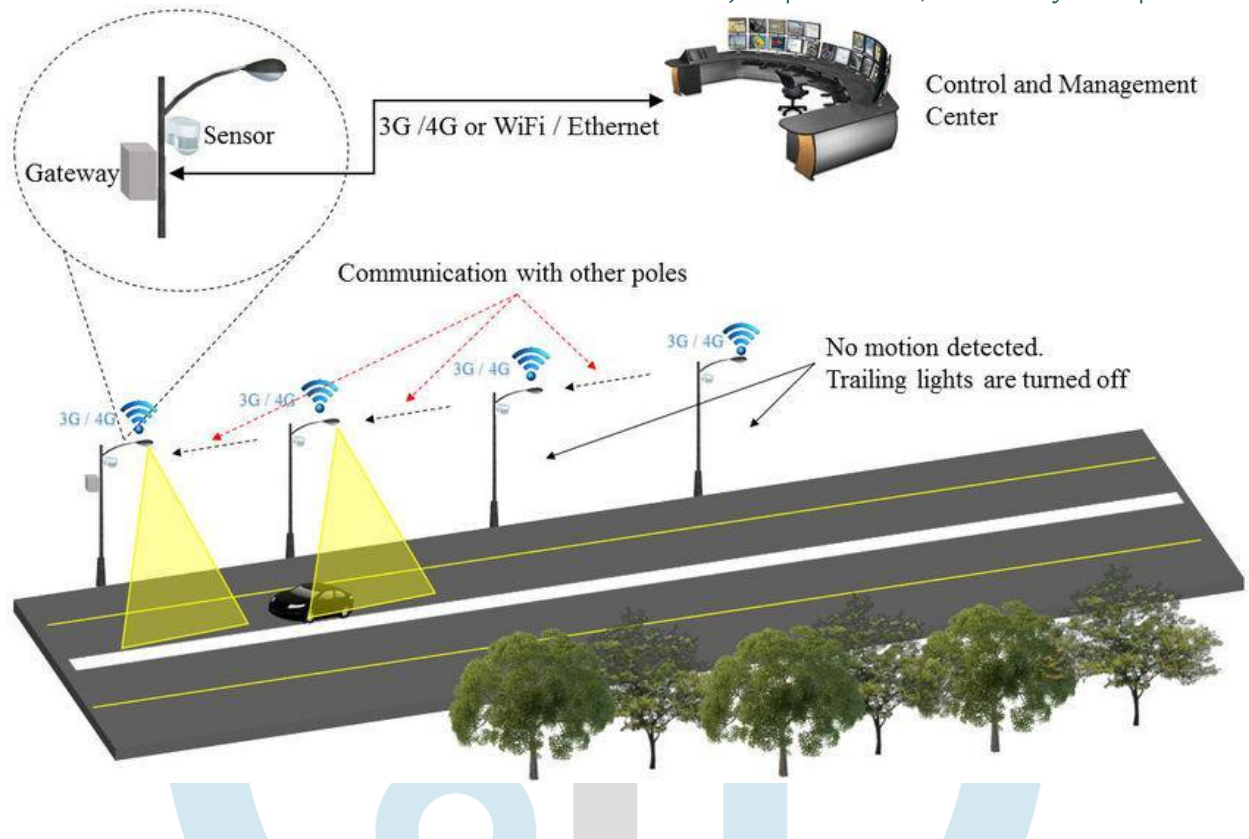 Control and Management
Center
3G /4G or WiFi / Ethernet
Sensor
Gateway
Communication with other poles
3G / 4G
No motion detected.
Trailing lights are turned off
3G / 4G
3G / 4G
3G / 4G